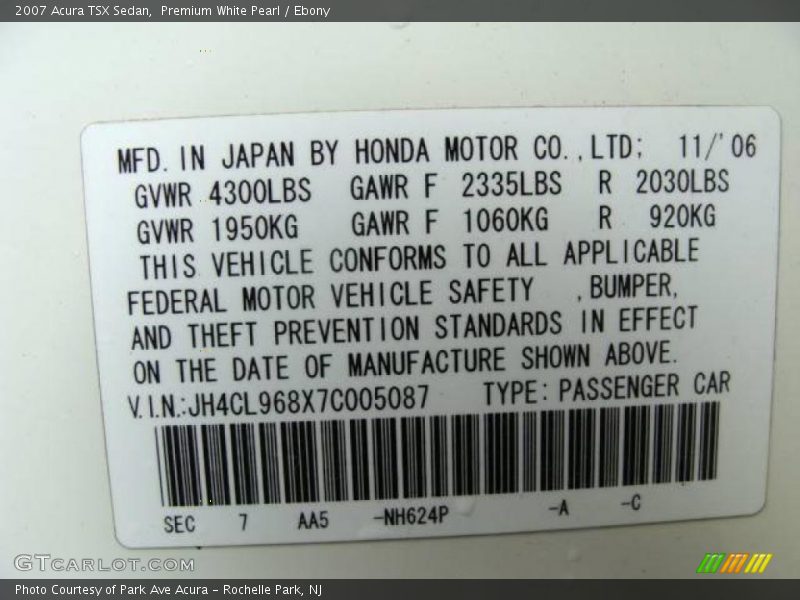 2007 Acura TSX Sedan, Premium White Pearl / Ebony
MFD. IN JAPAN BY HONDA MOTOR CO.,LTD; 11/'06
GVWR 4300LBS GAWR F 2335LBS R 2030LBS
GVWR 1950KG GAWR F 1060KG R 920KG
THIS VEHICLE CONFORMS TO ALL APPLICABLE
FEDERAL MOTOR VEHICLE SAFETY ,BUMPER,
AND THEFT PREVENTION STANDARDS IN EFFECT
ON THE DATE OF MANUFACTURE SHOWN ABOVE.
V.I.N.:JH4CL968X7C005087 TYPE: PASSENGER CAR
SEC 7 AA5 -NH624P -A -C
GTCARLOT.COM
Photo Courtesy of Park Ave Acura - Rochelle Park, NJ